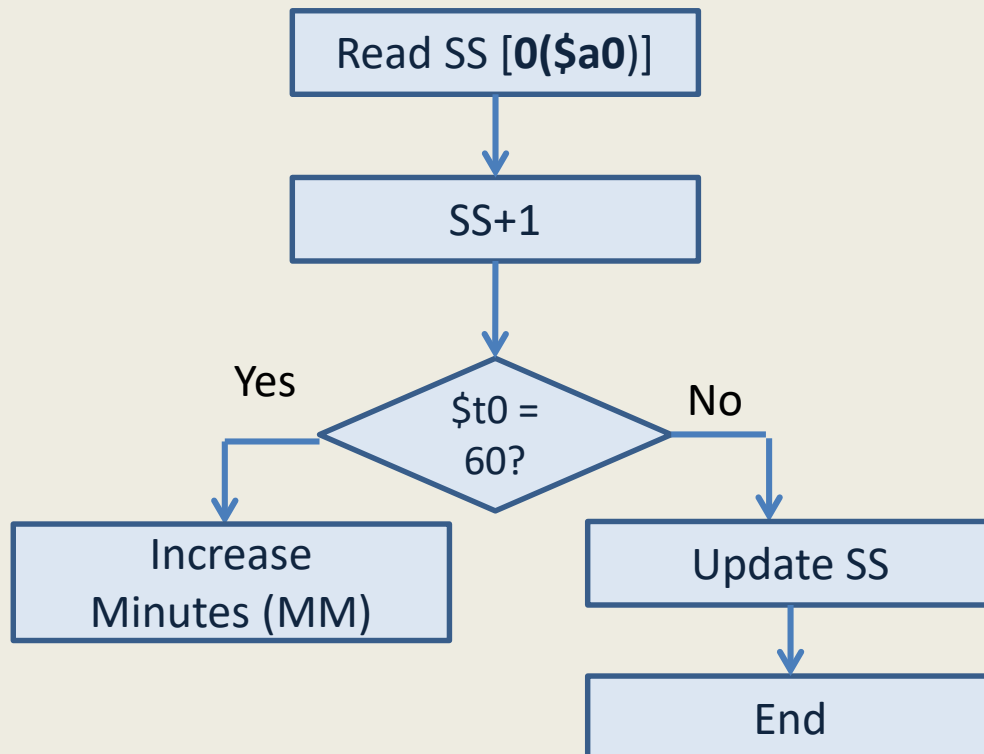 Read SS [0($a0)]
SS+1
Yes
$t0 =
60?
No
Increase
Minutes (MM)
Update SS
End